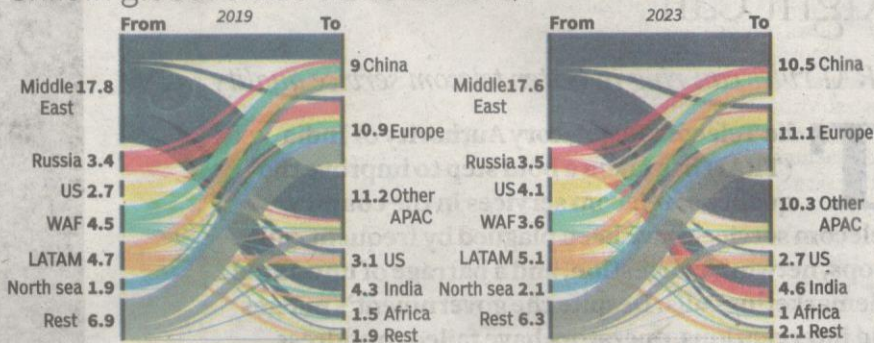 From 2019 To
Middle 17.8
East
Russia 3.4
US 2.7
WAF 4.5
LATAM 4.7
North sea 1.9
Rest 6.9
9 China
10.9 Europe
11.2 Other
APAC
3.1 US
4.3 India
1.5 Africa
1.9 Rest
From 2023 To
Middle 17.6
East
Russia 3.5
US 4.1
WAF 3.6
LATAM 5.1
North sea 2.1
Rest 6.3
10.5 China
11.1 Europe
10.3 Other
APAC
2.7 US
4.6 India
1 Africa
2.1 Rest